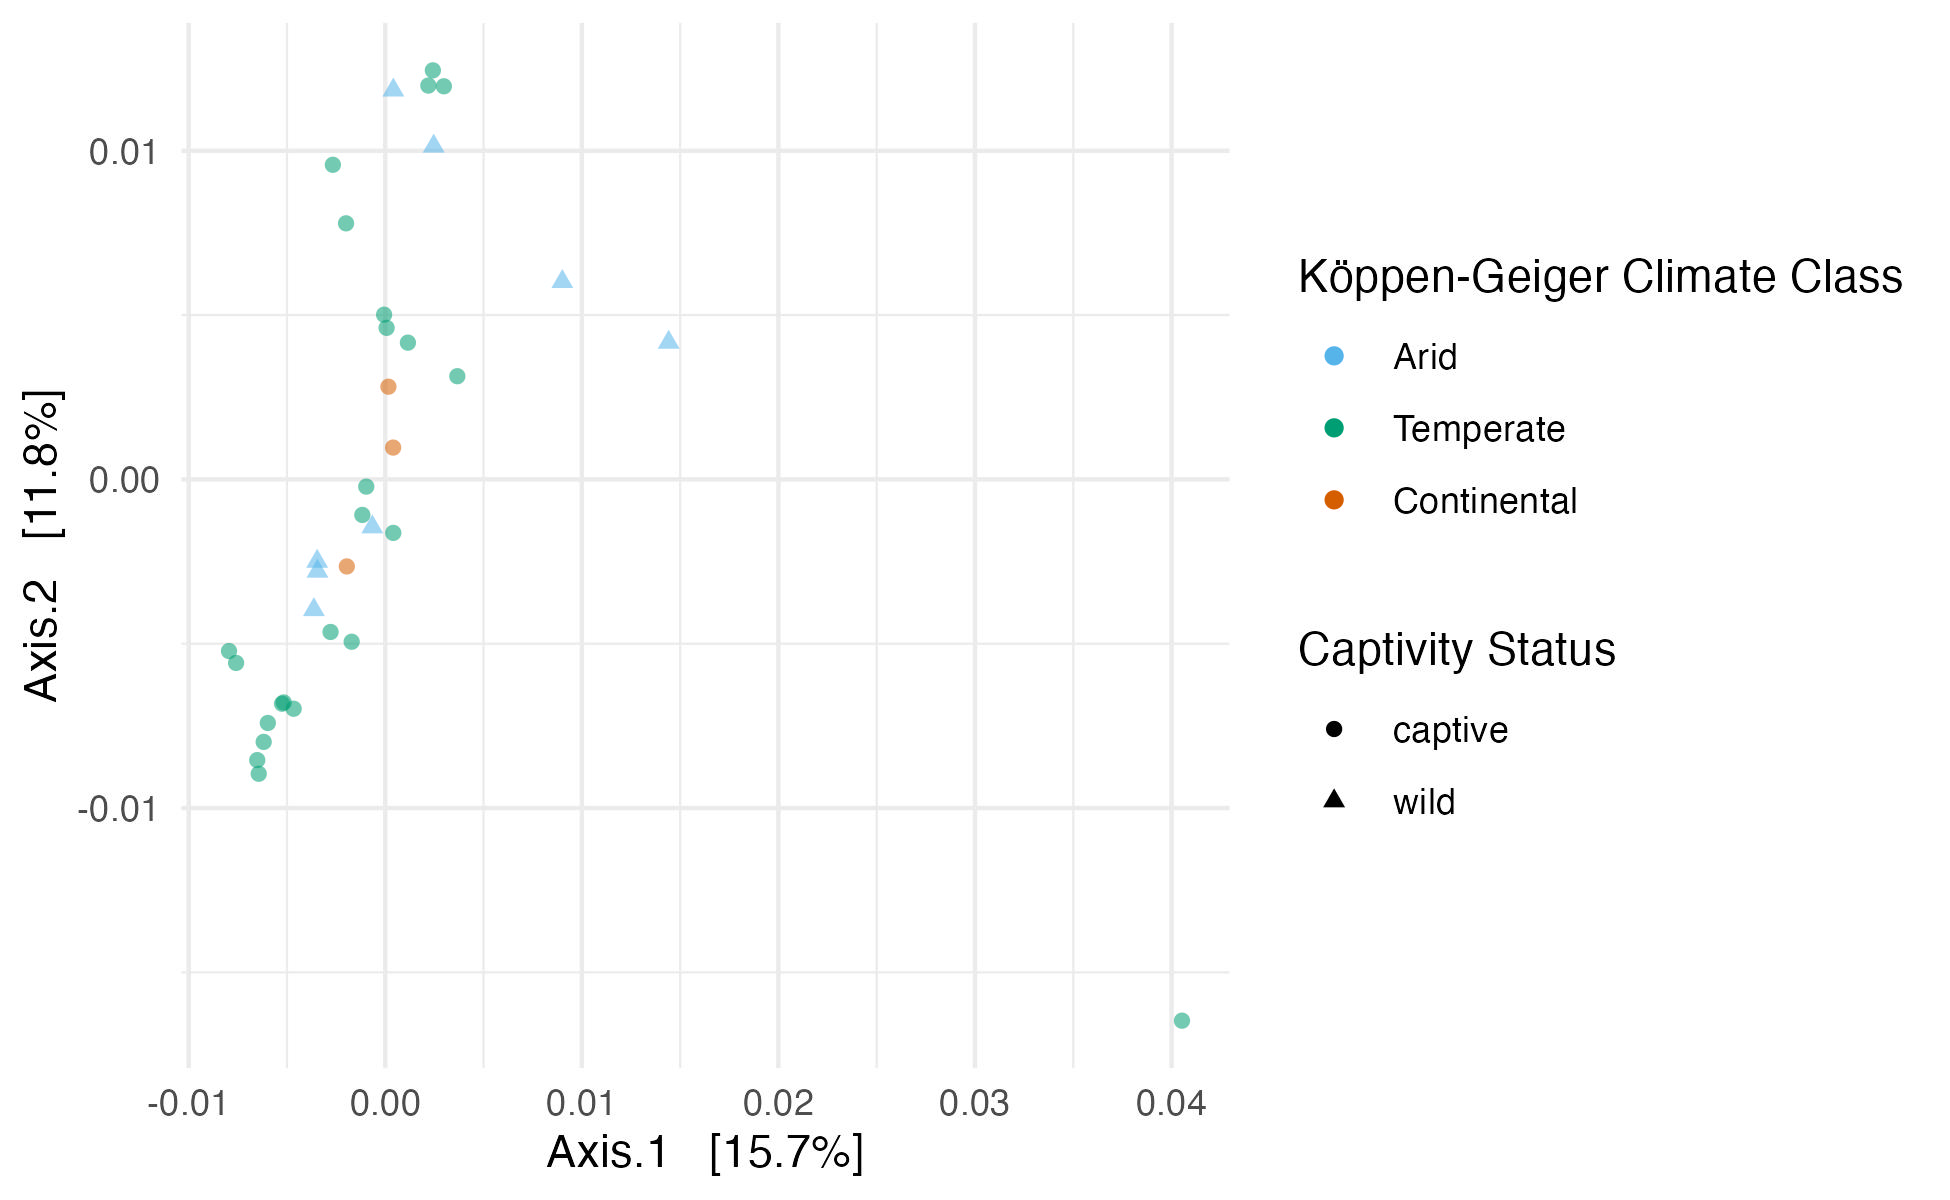 0.01
0.00
-0.01
Axis.2 [11.8%]
-0.01 0.00 0.01 0.02 0.03 0.04
Axis.1 [15.7%]
Köppen-Geiger Climate Class
Arid
Temperate
Continental
Captivity Status
captive
wild